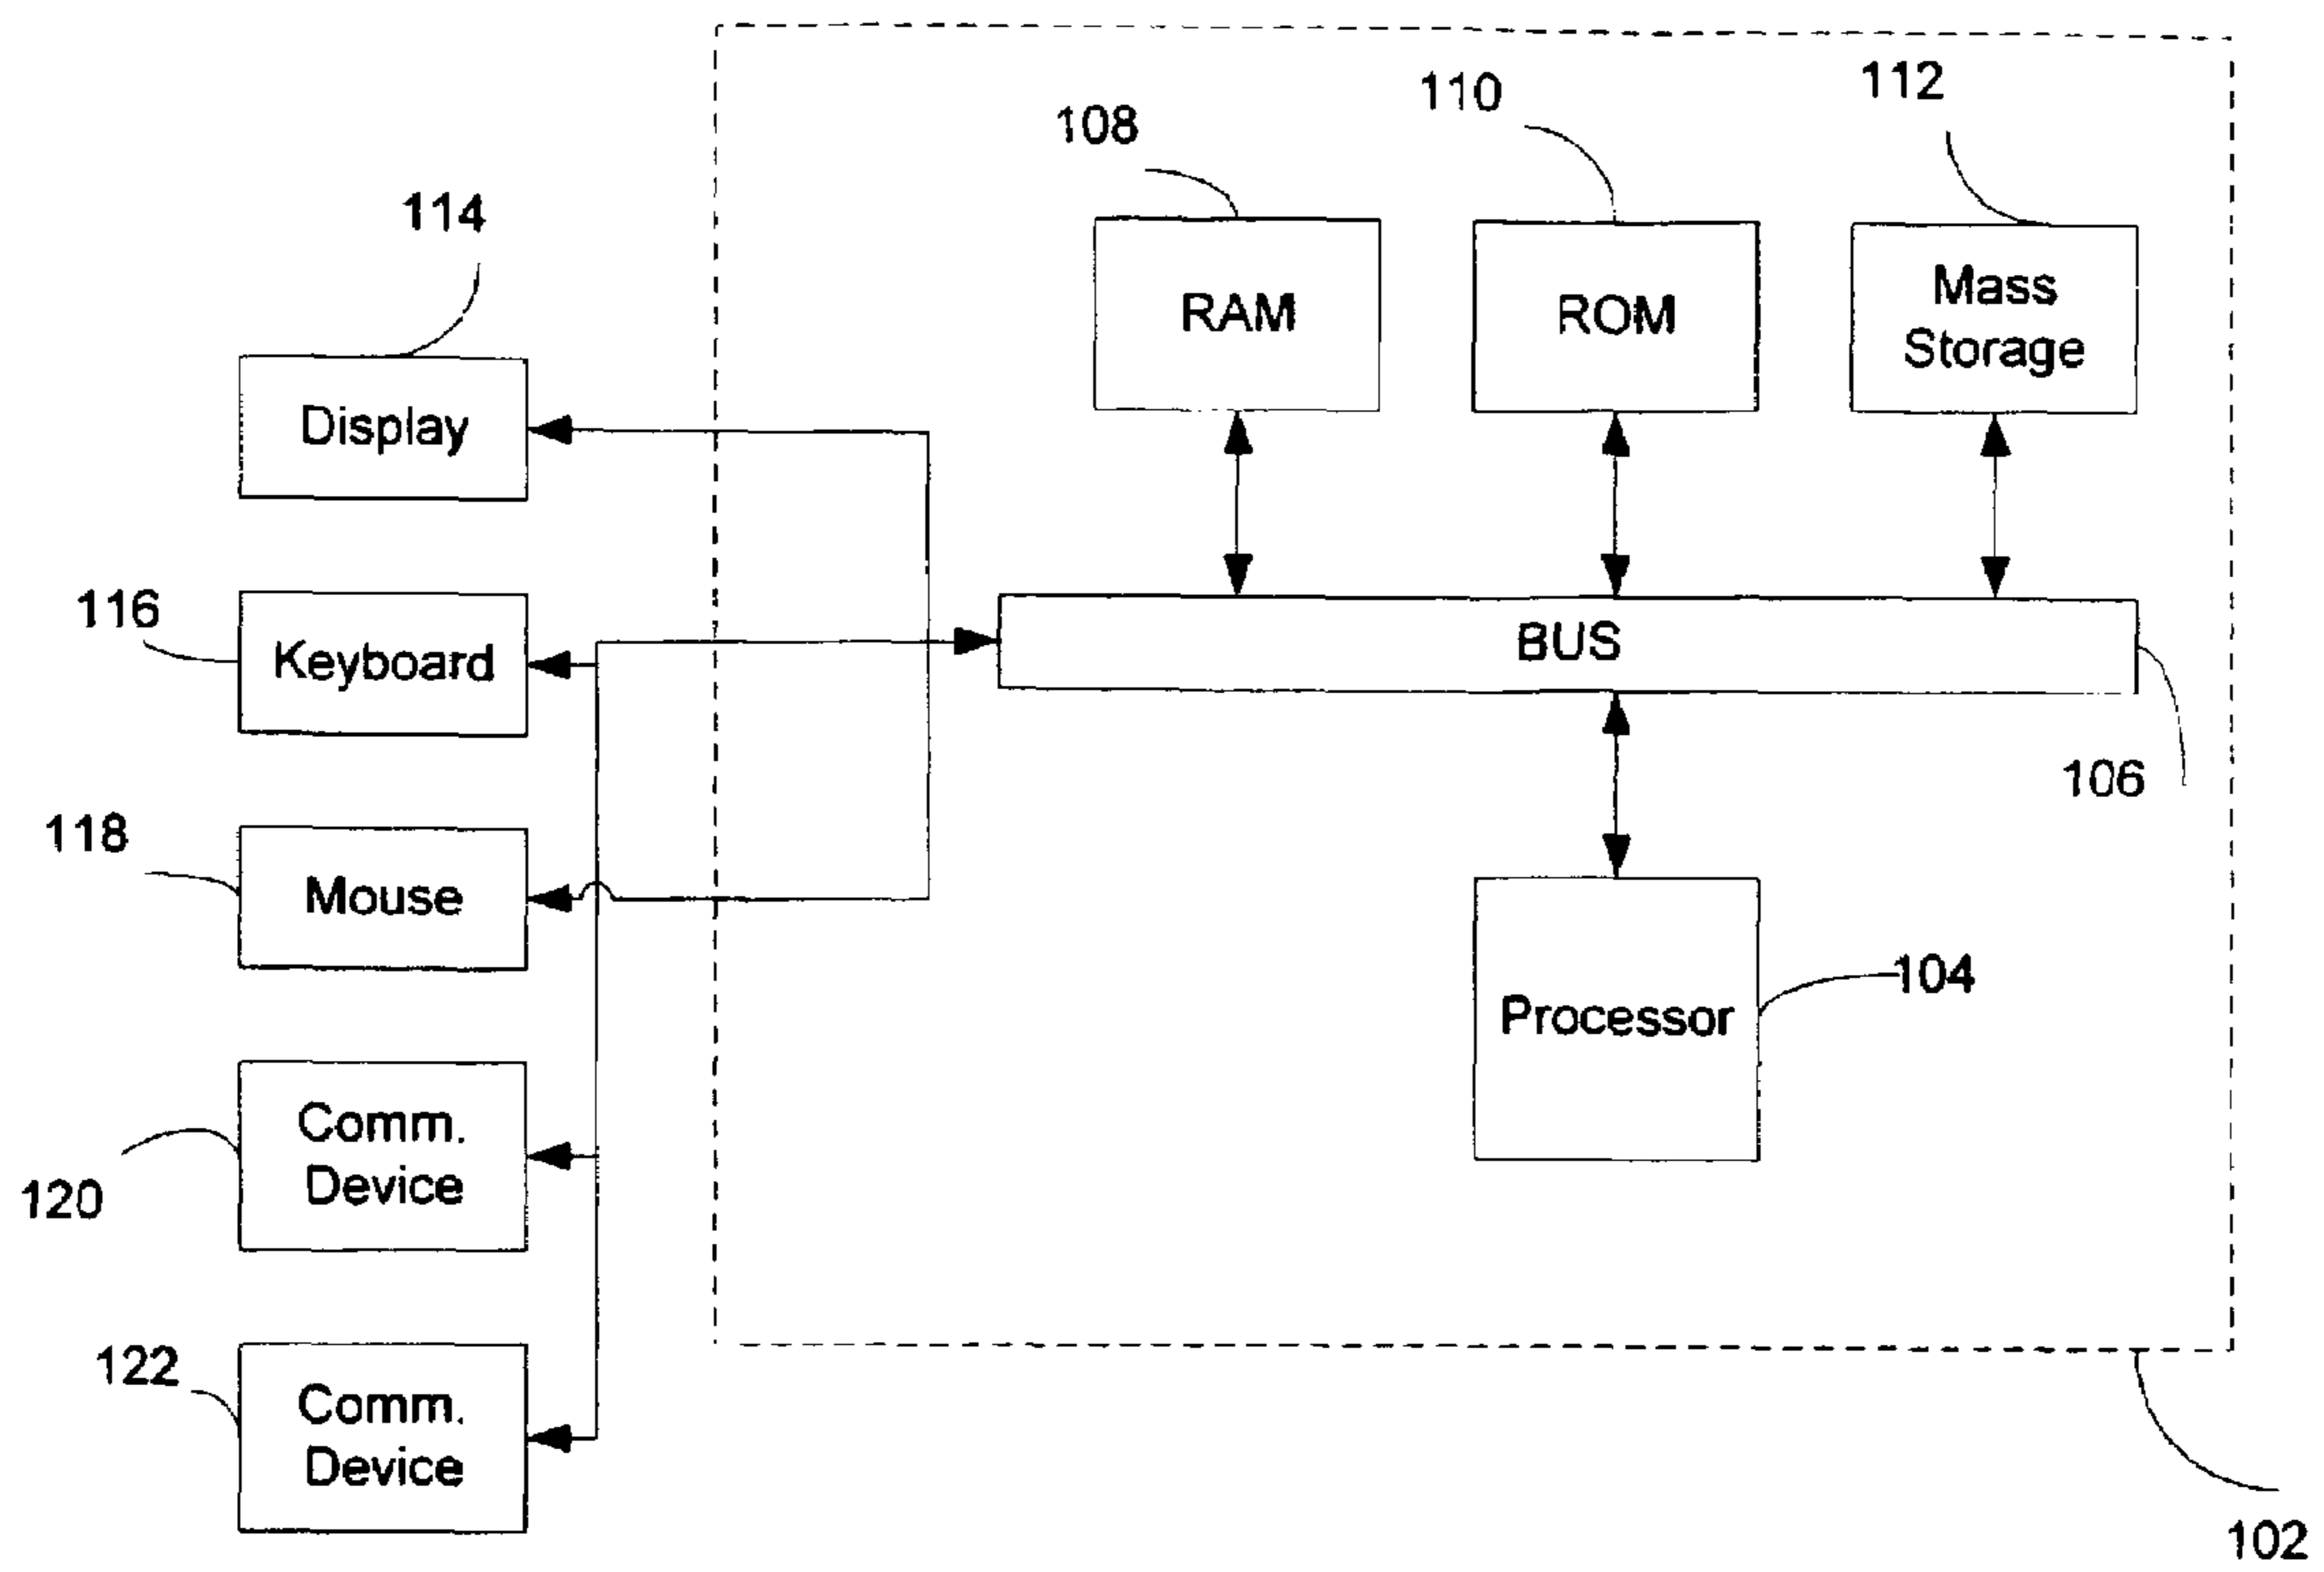 112
110
108
114
RAM
ROM
Mass
Storage
Display
116
Keyboard
BUS
106
118
Mouse
104
Processor
Comm.
Device
120
122
Comm.
Device
102